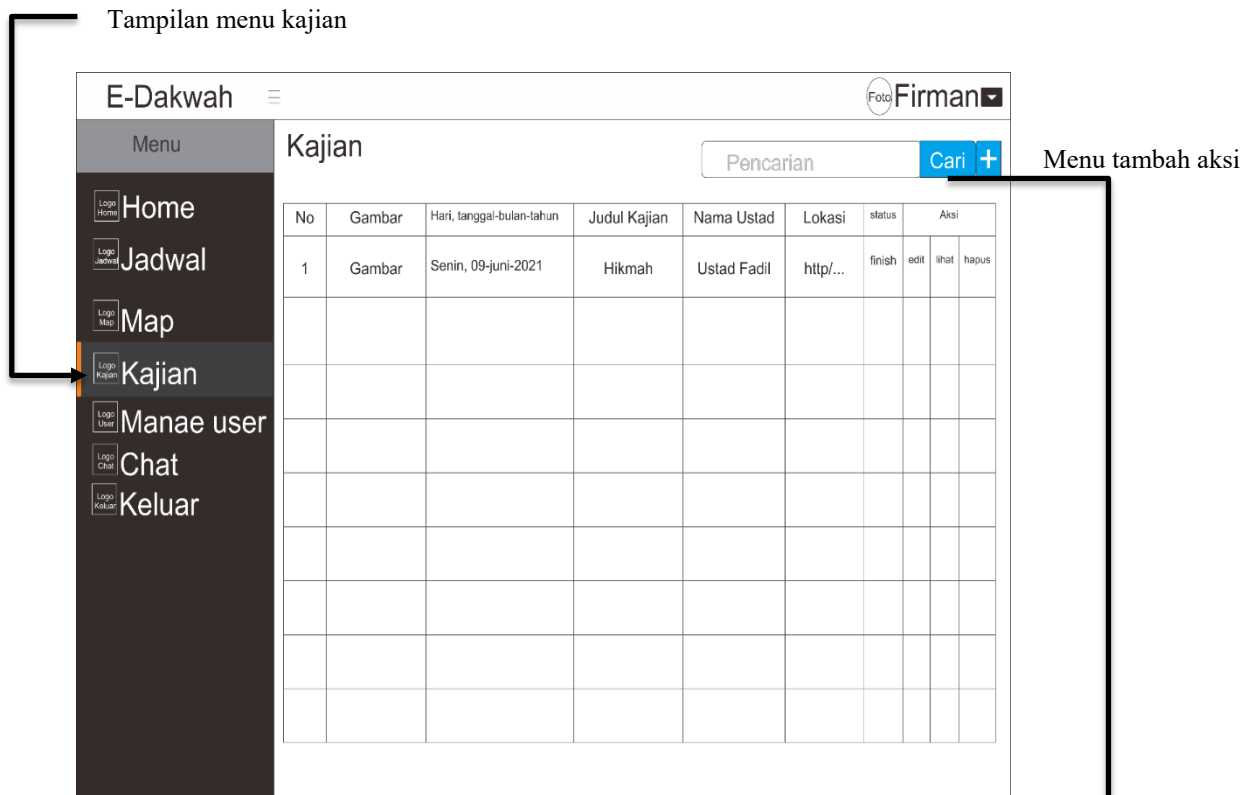 Tampilan menu kajian
E-Dakwah
Foto
Firman
Menu
Kajian
Pencarian
Cari
+
Menu tambah aksi
Logo
Home
Home
Logo
Jadwal
Jadwal
Logo
Map
Map
Logo
Kajian
Kajian
Logo
User
Manae user
Logo
Chat
Chat
Logo
Keluar
Keluar
No Gambar Hari, tanggal-bulan-tahun Judul Kajian Nama Ustad Lokasi status Aksi
1 Gambar Senin, 09-juni-2021 Hikmah Ustad Fadil http/... finish edit lihat hapus